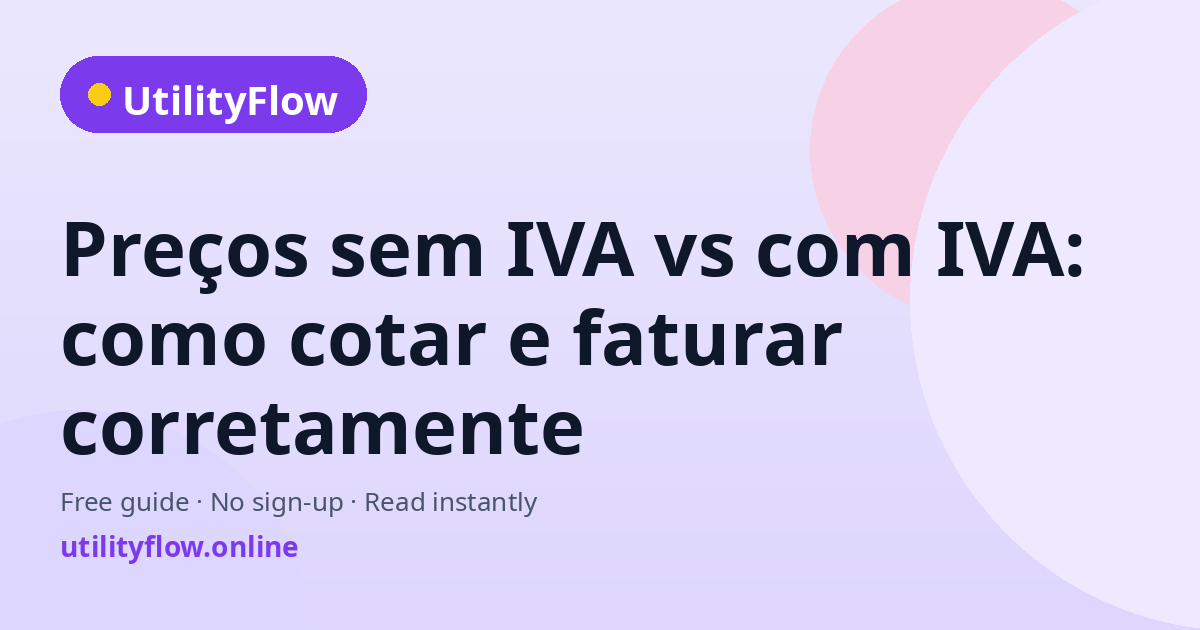 UtilityFlow
Preços sem IVA vs com IVA:
como cotar e faturar
corretamente
Free guide · No sign-up · Read instantly
utilityflow.online